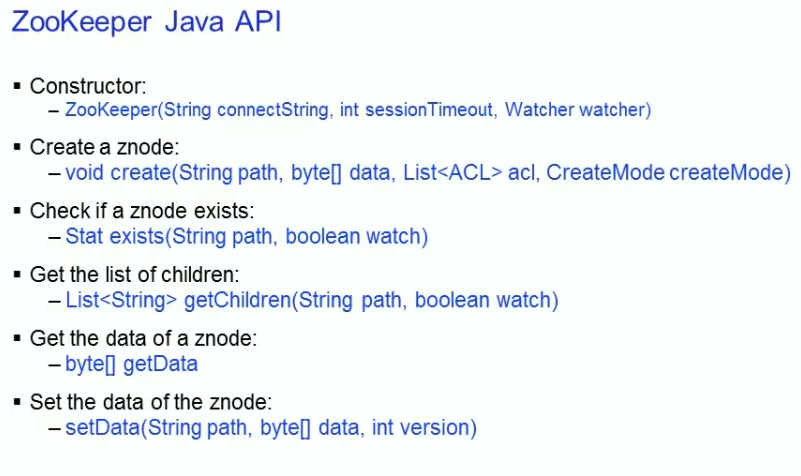 ZooKeeper Java API
▪ Constructor:
– ZooKeeper(String connectString, int sessionTimeout, Watcher watcher)
▪ Create a znode:
– void create(String path, byte[] data, List<ACL> acl, CreateMode createMode)
▪ Check if a znode exists:
– Stat exists(String path, boolean watch)
▪ Get the list of children:
– List<String> getChildren(String path, boolean watch)
▪ Get the data of a znode:
– byte[] getData
▪ Set the data of the znode:
– setData(String path, byte[] data, int version)